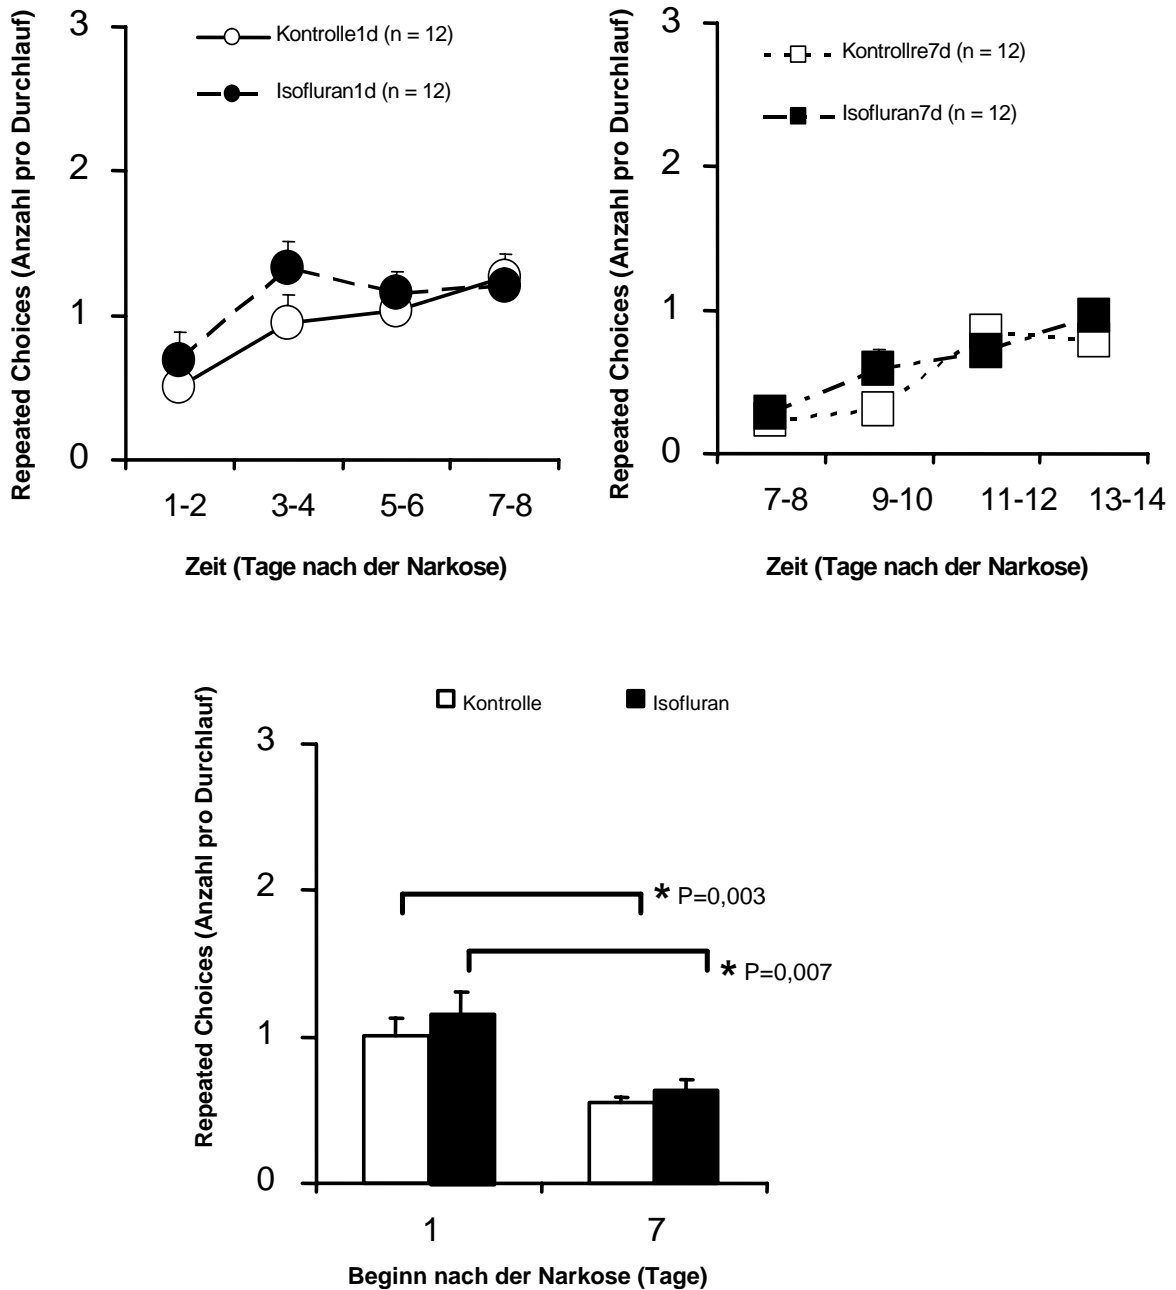 Repeated Choices (Anzahl pro Durchlauf)
3
2
1
0
Kontrolle1d (n = 12)
Isofluran1d (n = 12)
1-2 3-4 5-6 7-8
Zeit (Tage nach der Narkose)
Repeated Choices (Anzahl pro Durchlauf)
3
2
1
0
Kontrollre7d (n = 12)
Isofluran7d (n = 12)
7-8 9-10 11-12 13-14
Zeit (Tage nach der Narkose)
Repeated Choices (Anzahl pro Durchlauf)
Kontrolle Isofluran
3
2
1
0
* P=0,003
* P=0,007
1 7
Beginn nach der Narkose (Tage)